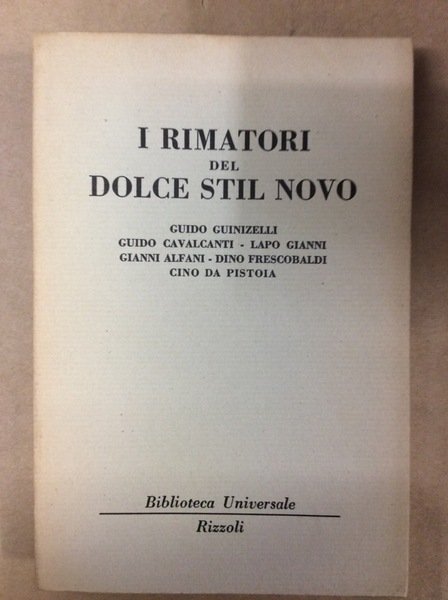 I RIMATORI
DEL
DOLCE STIL NOVO
GUIDO GUINIZELLI
GUIDO CAVALCANTI - LAPO GIANNI
GIANNI ALFANI - DINO FRESCOBALDI
CINO DA PISTOIA
Biblioteca Universale
Rizzoli